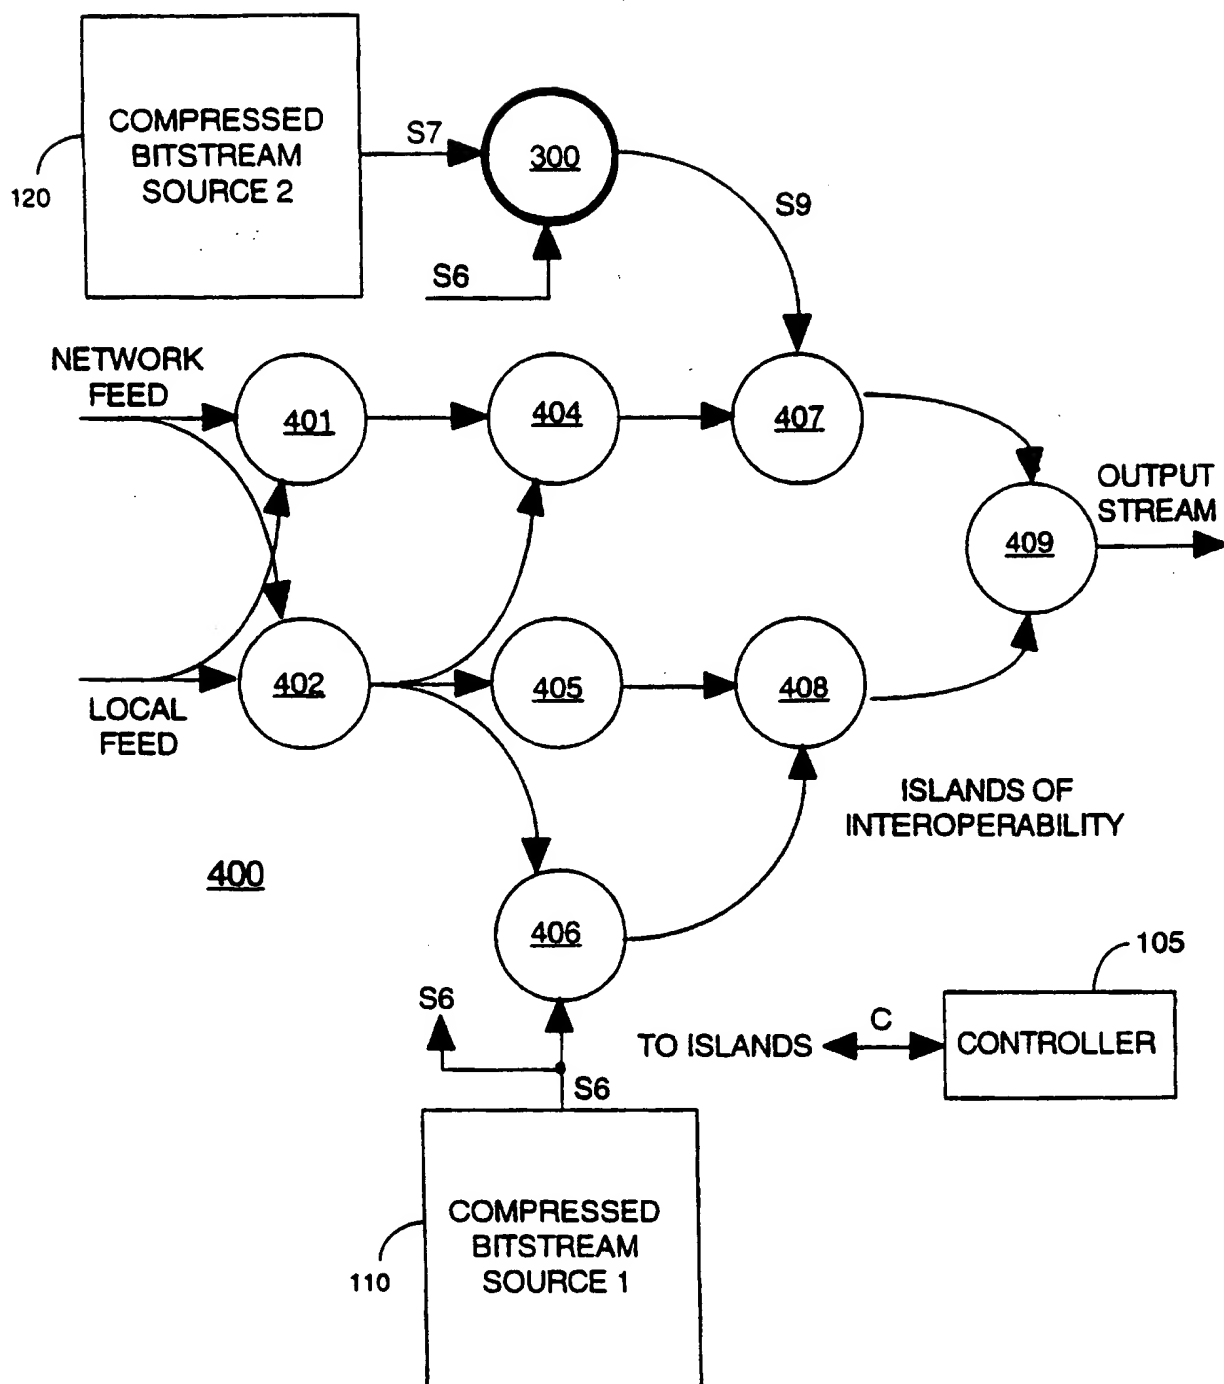 COMPRESSED
BITSTREAM
SOURCE 2
120
S7
300
S9
S6
NETWORK
FEED
401
404
407
OUTPUT
STREAM
409
402
405
408
LOCAL
FEED
ISLANDS OF
INTEROPERABILITY
400
406
105
S6
TO ISLANDS
C
CONTROLLER
S6
COMPRESSED
BITSTREAM
SOURCE 1
110